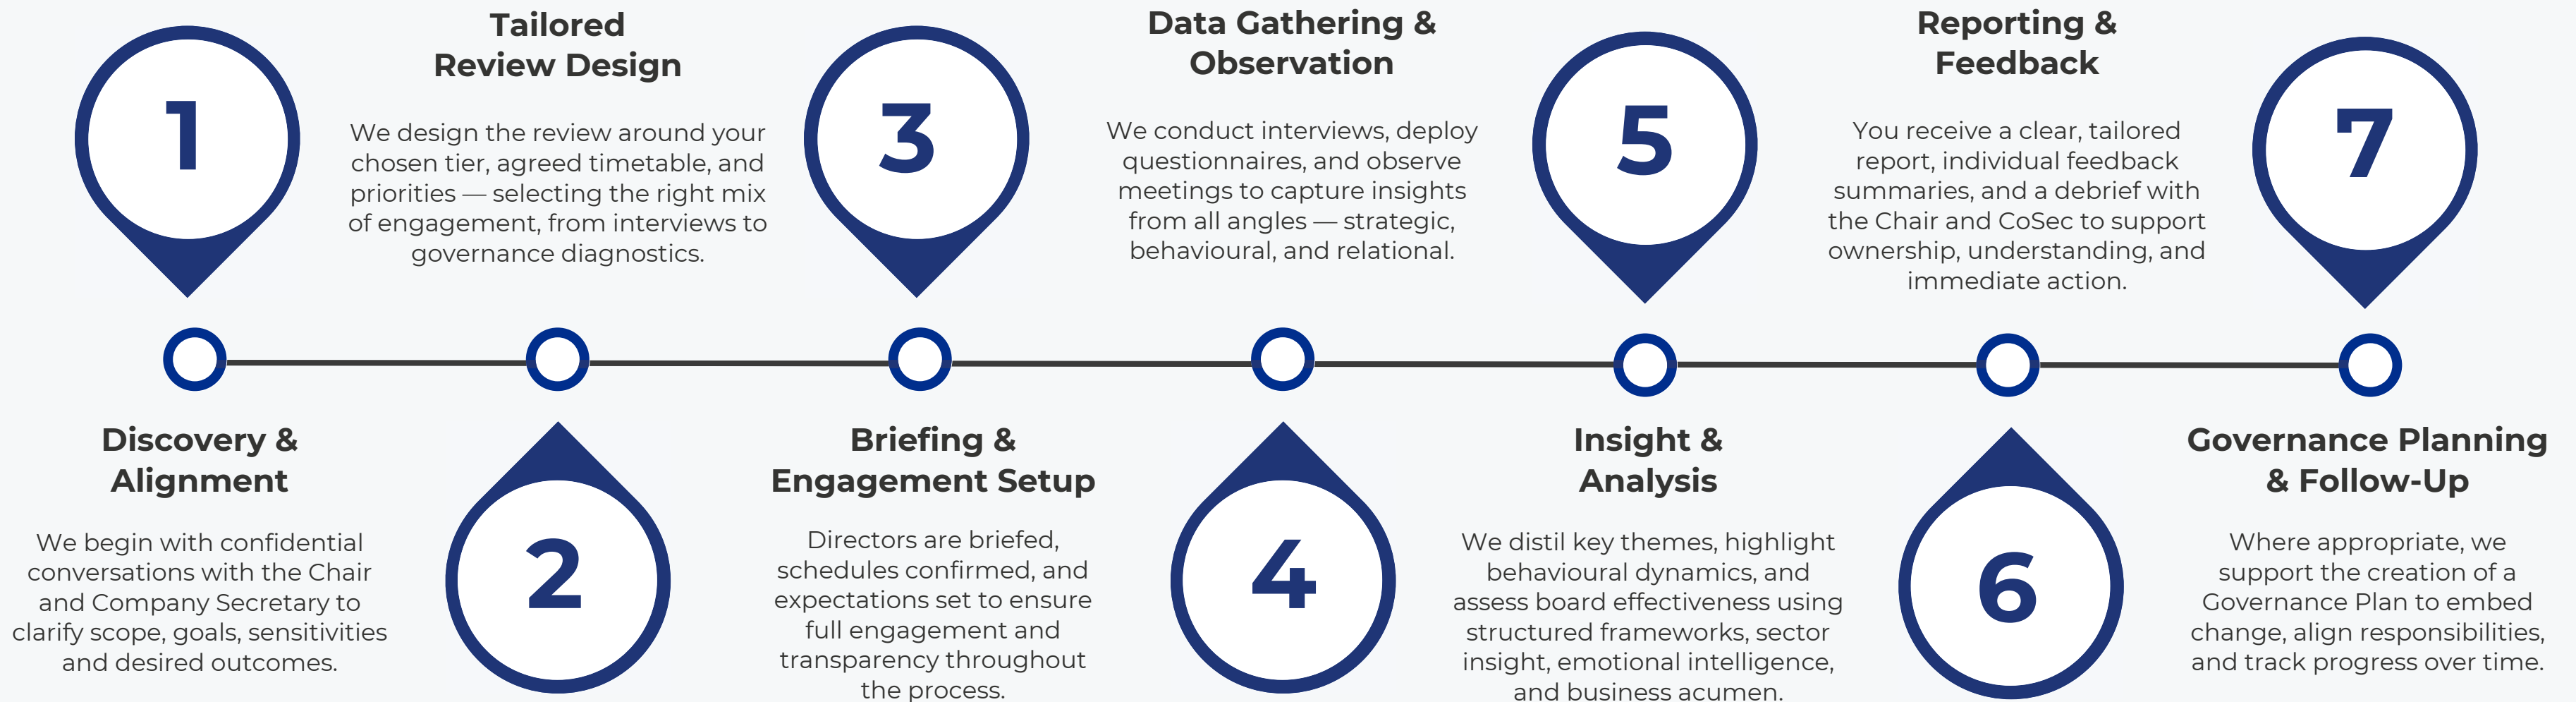 1
Discovery &
Alignment
We begin with confidential
conversations with the Chair
and Company Secretary to
clarify scope, goals, sensitivities
and desired outcomes.
Tailored
Review Design
We design the review around your
chosen tier, agreed timetable, and
priorities — selecting the right mix
of engagement, from interviews to
governance diagnostics.
2
3
Briefing &
Engagement Setup
Directors are briefed,
schedules confirmed, and
expectations set to ensure
full engagement and
transparency throughout
the process.
Data Gathering &
Observation
We conduct interviews, deploy
questionnaires, and observe
meetings to capture insights
from all angles — strategic,
behavioural, and relational.
4
5
Insight &
Analysis
We distil key themes, highlight
behavioural dynamics, and
assess board effectiveness using
structured frameworks, sector
insight, emotional intelligence,
and business acumen.
Reporting &
Feedback
You receive a clear, tailored
report, individual feedback
summaries, and a debrief with
the Chair and CoSec to support
ownership, understanding, and
immediate action.
6
7
Governance Planning
& Follow-Up
Where appropriate, we
support the creation of a
Governance Plan to embed
change, align responsibilities,
and track progress over time.